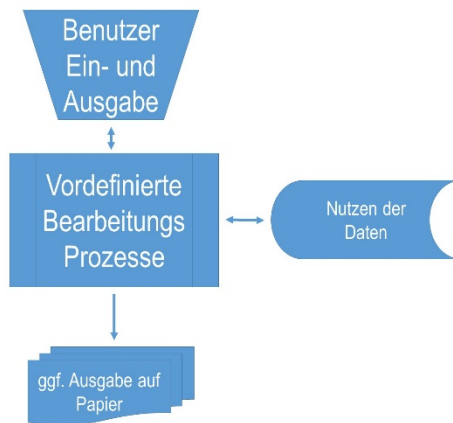 Benutzer
Ein- und
Ausgabe
Vordefinierte
Bearbeitungs
Prozesse
Nutzen der
Daten
ggf. Ausgabe auf
Papier